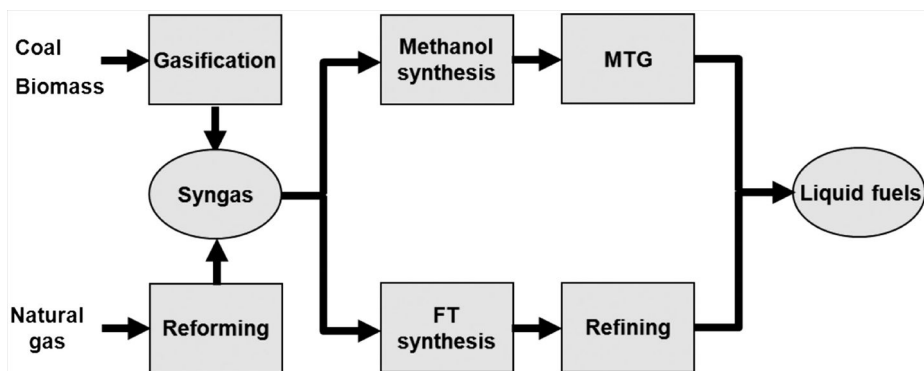 Coal
Biomass
Gasification
Methanol
synthesis
MTG
Syngas
Liquid fuels
Natural
gas
Reforming
FT
synthesis
Refining